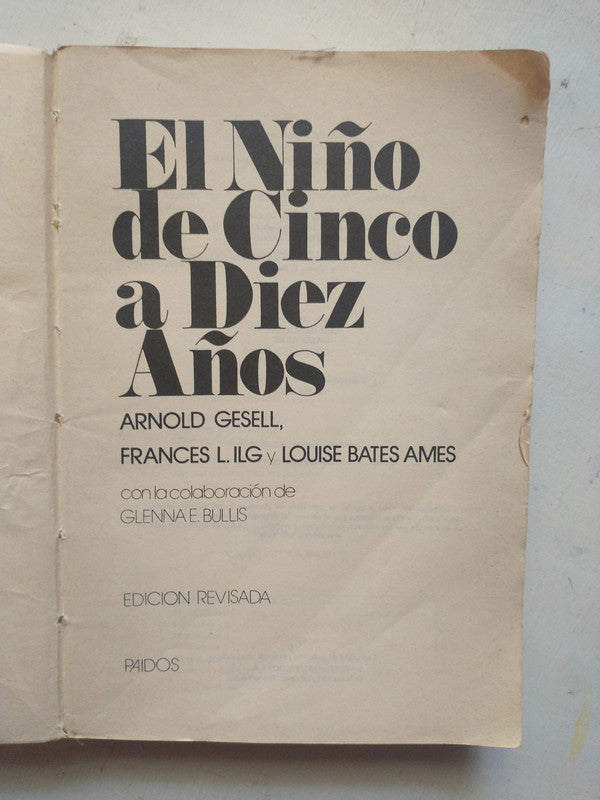 El Niño
de Cinco
a Diez
Años
ARNOLD GESELL,
FRANCES L. ILG y LOUISE BATES AMES
con la colaboración de
GLENNA E. BULLIS
EDICION REVISADA
PAIDOS